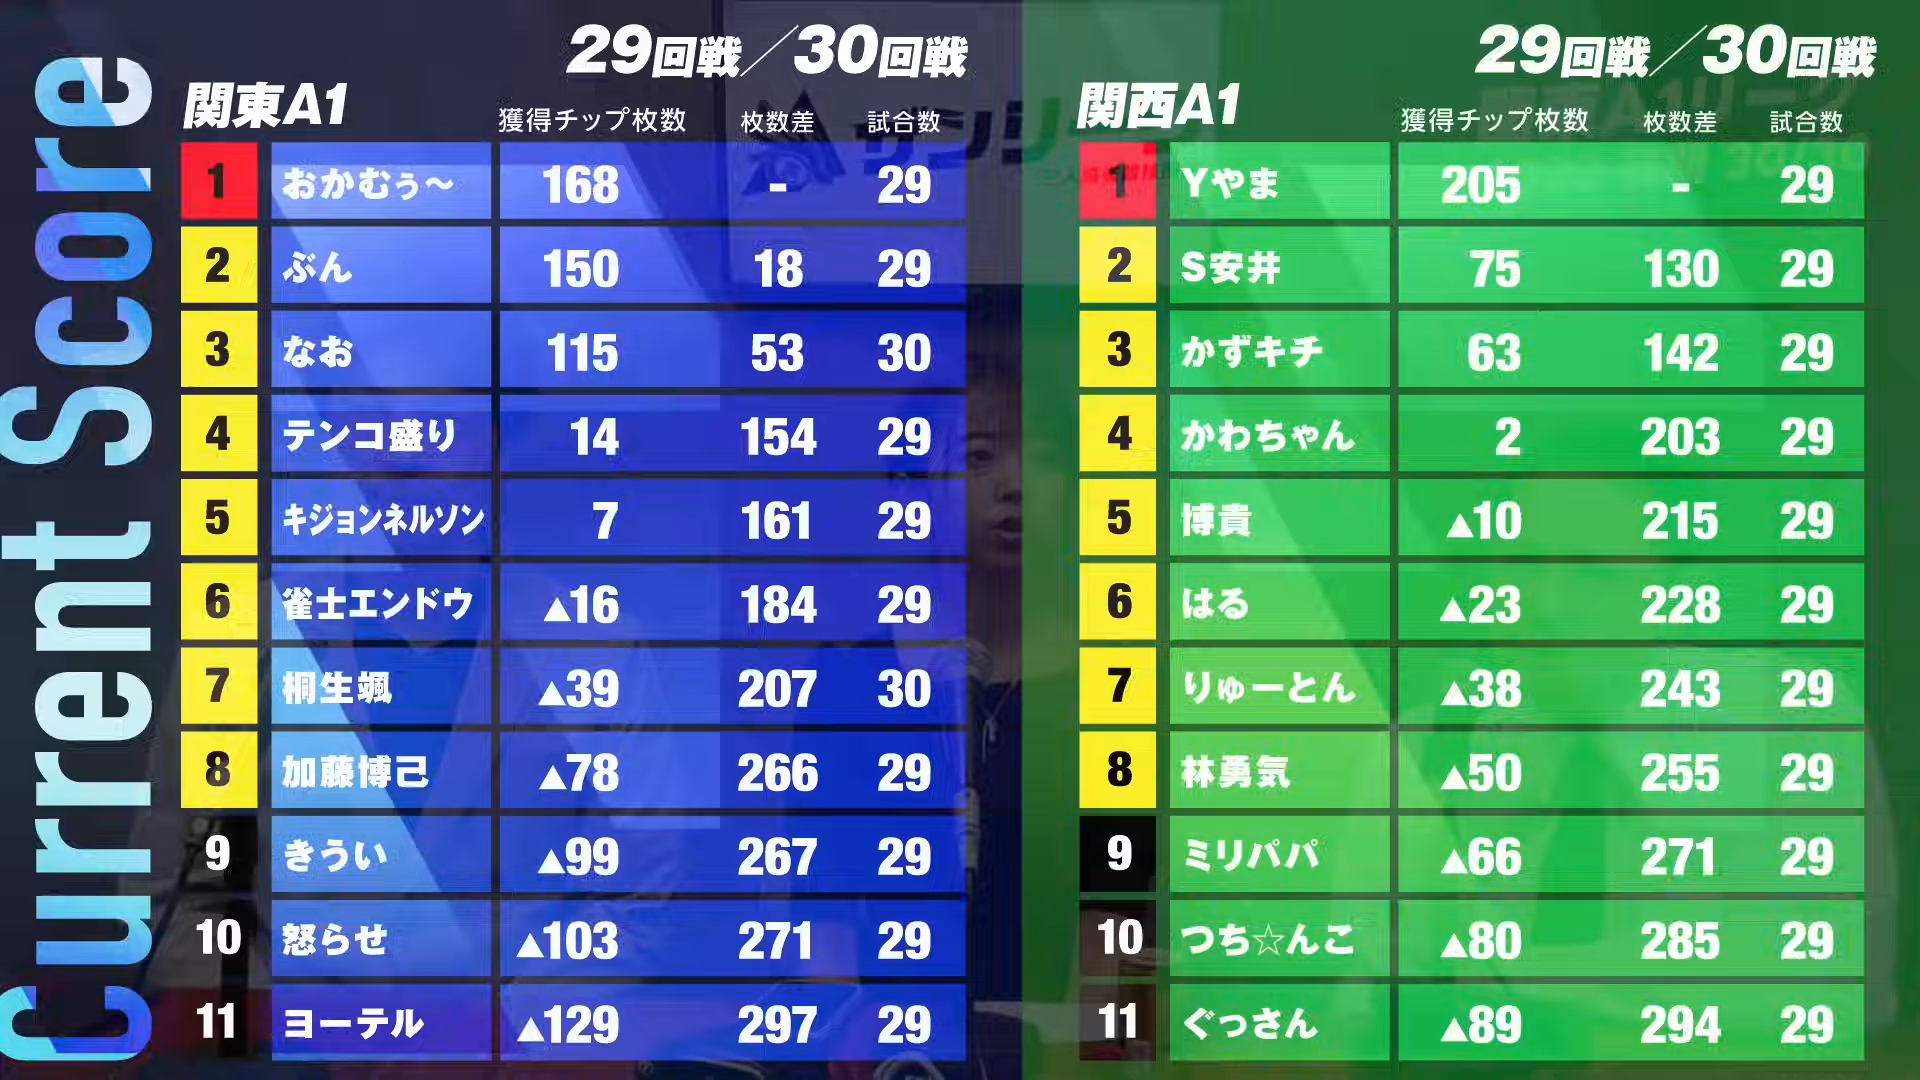 Current Score
29回戦／30回戦
関東A1
獲得チップ枚数 枚数差 試合数
1 おかむぅ～ 168 - 29
2 ぶん 150 18 29
3 なお 115 53 30
4 テンコ盛り 14 154 29
5 キジョンネルソン 7 161 29
6 雀士エンドウ ▲16 184 29
7 桐生颯 ▲39 207 30
8 加藤博己 ▲78 266 29
9 きうい ▲99 267 29
10 怒らせ ▲103 271 29
11 ヨーテル ▲129 297 29
29回戦／30回戦
関西A1
獲得チップ枚数 枚数差 試合数
1 Yやま 205 - 29
2 S安井 75 130 29
3 かずキチ 63 142 29
4 かわちゃん 2 203 29
5 博貴 ▲10 215 29
6 はる ▲23 228 29
7 りゅーとん ▲38 243 29
8 林勇気 ▲50 255 29
9 ミリパパ ▲66 271 29
10 つち☆んこ ▲80 285 29
11 ぐっさん ▲89 294 29